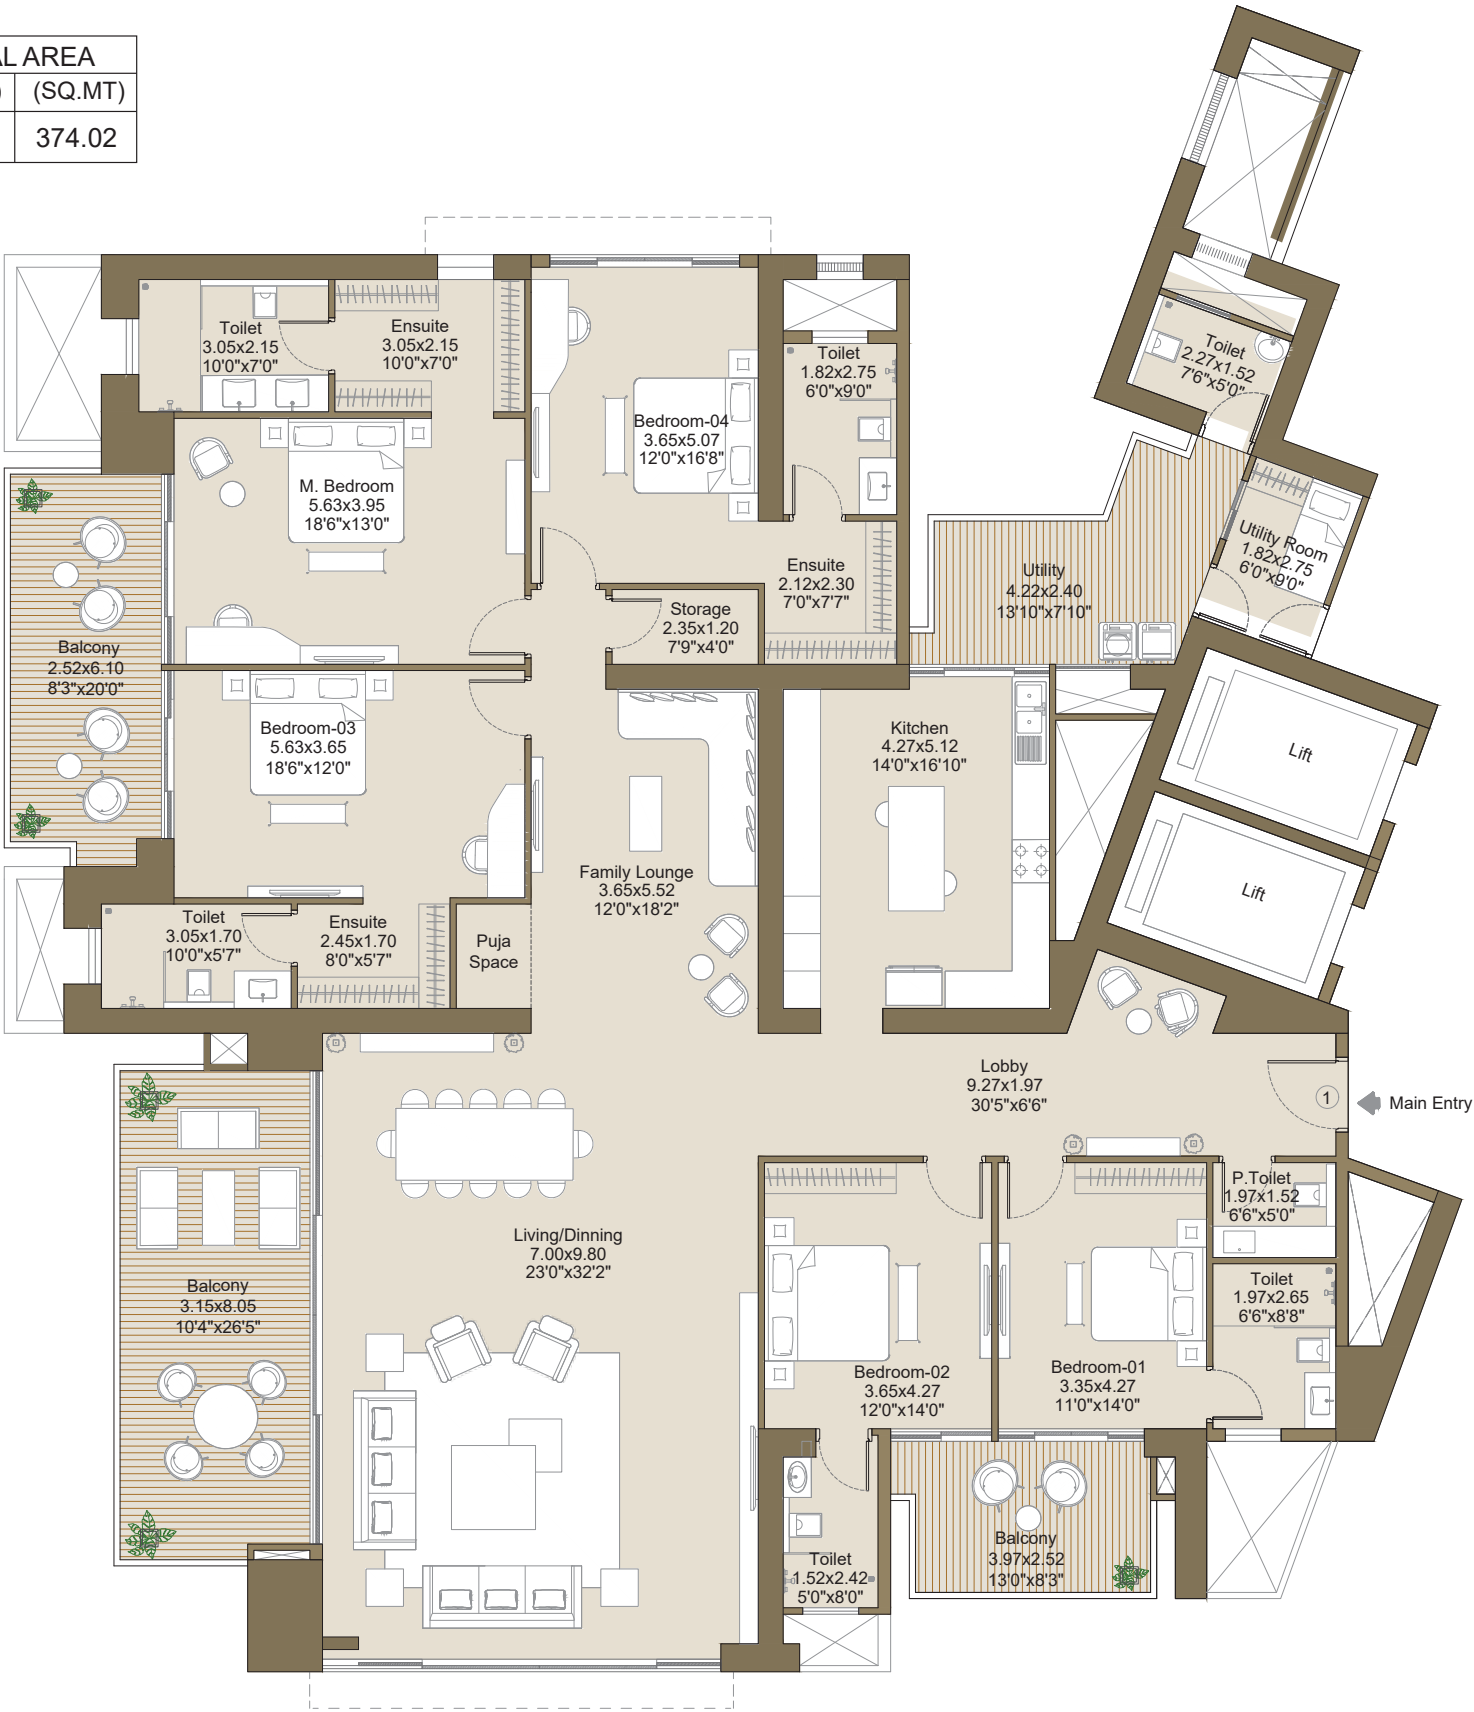 AREA
(SQ.MT)
374.02
Toilet
3.05x2.15
10'0"x7'0"
Ensuite
3.05x2.15
10'0"x7'0"
Toilet
1.82x2.75
6'0"x9'0"
Toilet
2.27x1.52
7'6"x5'0"
Bedroom-04
3.65x5.07
12'0"x16'8"
M. Bedroom
5.63x3.95
18'6"x13'0"
Utility Room
1.82x2.75
6'0"x9'0"
Ensuite
2.12x2.30
7'0"x7'7"
Utility
4.22x2.40
13'10"x7'10"
Storage
2.35x1.20
7'9"x4'0"
Balcony
2.52x6.10
8'3"x20'0"
Bedroom-03
5.63x3.65
18'6"x12'0"
Kitchen
4.27x5.12
14'0"x16'10"
Lift
Lift
Family Lounge
3.65x5.52
12'0"x18'2"
Toilet
3.05x1.70
10'0"x5'7"
Ensuite
2.45x1.70
8'0"x5'7"
Puja
Space
Lobby
9.27x1.97
30'5"x6'6"
1
Main Entry
P.Toilet
1.97x1.52
6'6"x5'0"
Living/Dinning
7.00x9.80
23'0"x32'2"
Balcony
3.15x8.05
10'4"x26'5"
Toilet
1.97x2.65
6'6"x8'8"
Bedroom-02
3.65x4.27
12'0"x14'0"
Bedroom-01
3.35x4.27
11'0"x14'0"
Toilet
1.52x2.42
5'0"x8'0"
Balcony
3.97x2.52
13'0"x8'3"